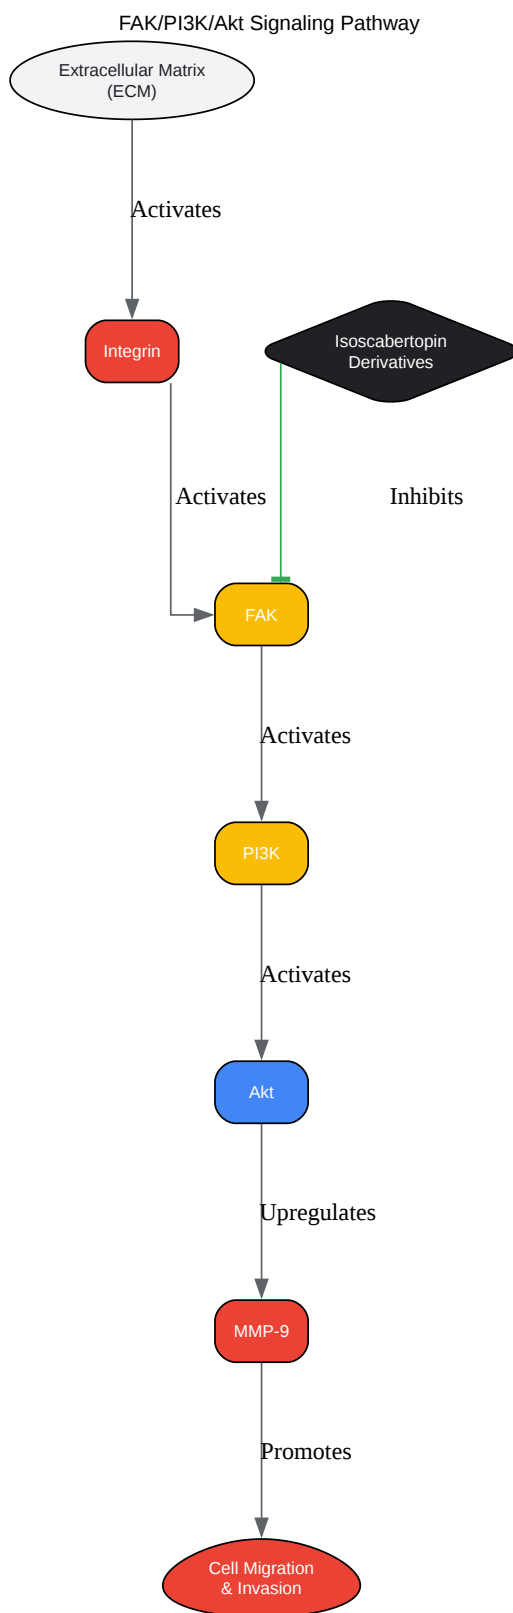 FAK/PI3K/Akt Signaling Pathway
Extracellular Matrix
(ECM)
Activates
Integrin
Isoscabertopin
Derivatives
Activates
Inhibits
FAK
Activates
PI3K
Activates
Akt
Upregulates
MMP-9
Promotes
Cell Migration
& Invasion